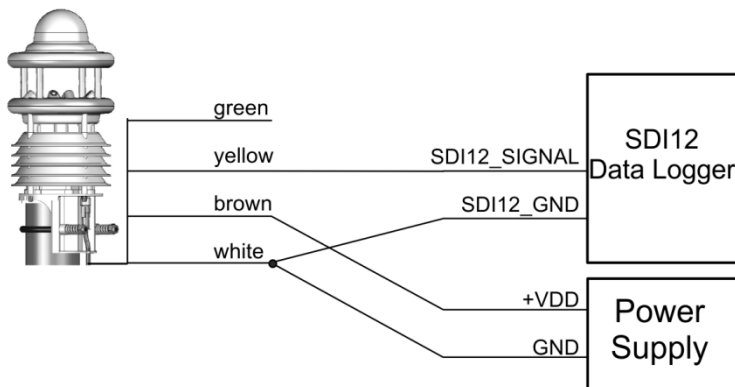 green
yellow
brown
white
SDI12_SIGNAL
SDI12_GND
+VDD
GND
SDI12
Data Logger
Power
Supply